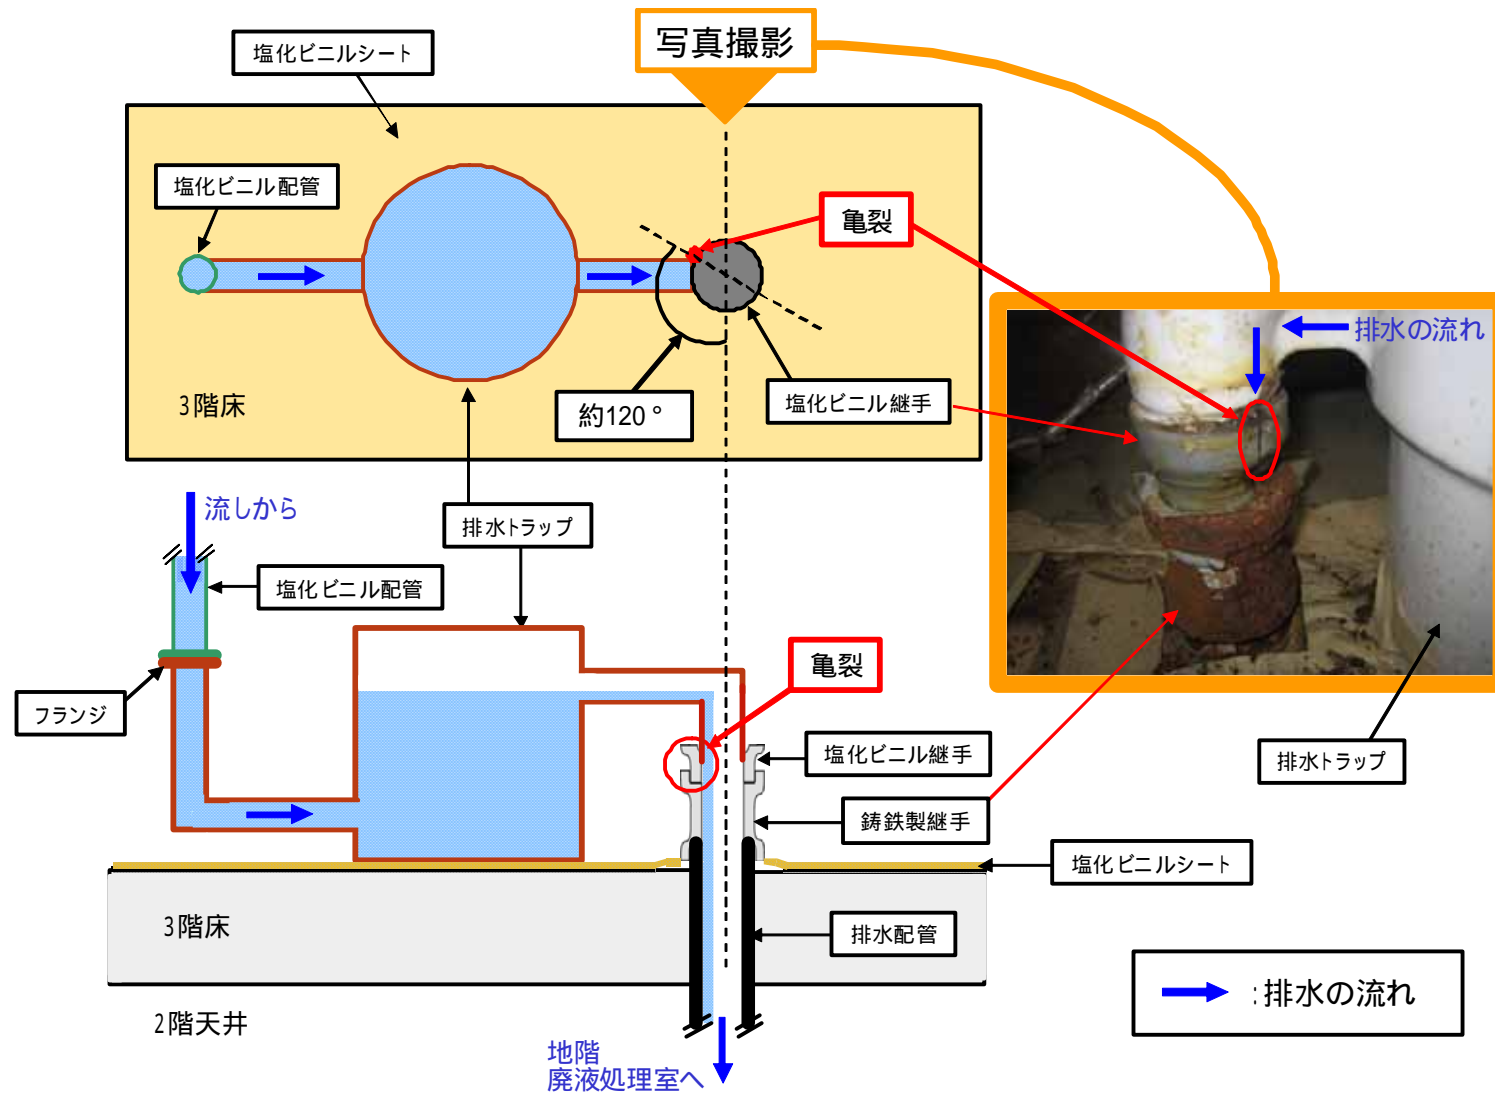 写真撮影
塩化ビニルシート
塩化ビニル配管
亀裂
3階床
約120°
塩化ビニル継手
排水の流れ
流しから
排水トラップ
塩化ビニル配管
フランジ
亀裂
塩化ビニル継手
排水トラップ
鋳鉄製継手
塩化ビニルシート
3階床
排水配管
2階天井
:排水の流れ
地階
廃液処理室へ